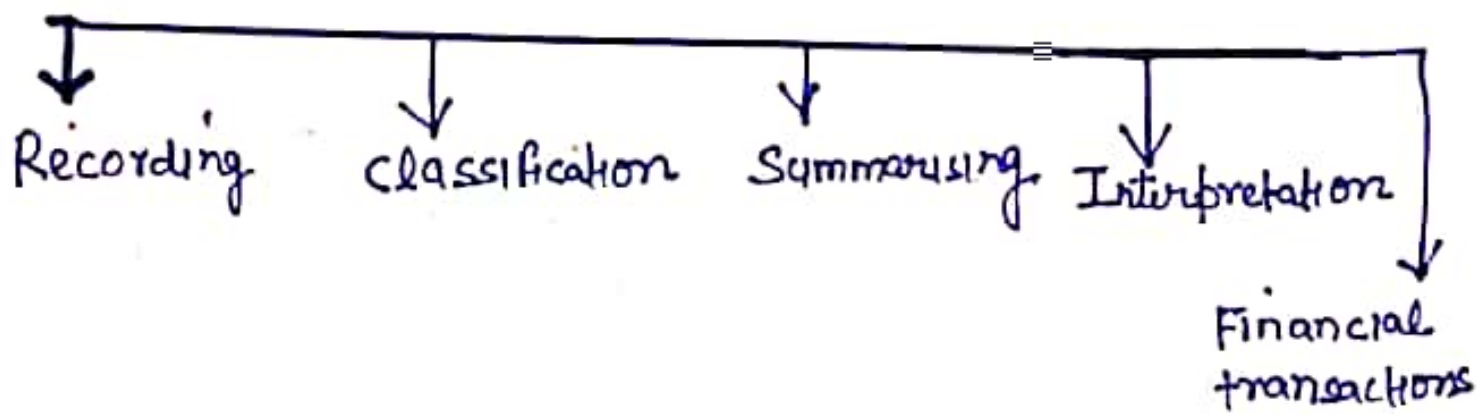 Recording classification Summarising Interpretation
Financial
transactions